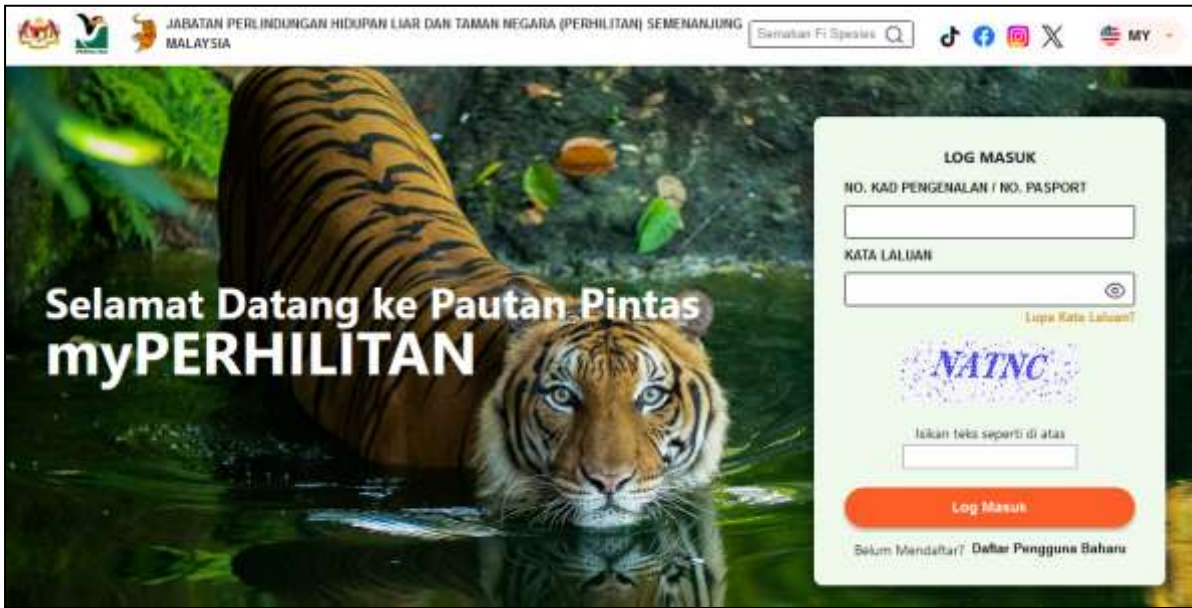 JABATAN PERLINDUNGAN HIDUPAN LIAR DAN TAMAN NEGARA (PERHILITAN) SEMENANJUNG
MALAYSIA
Semakan Fi Spesies
MY
LOG MASUK
NO. KAD PENGENALAN / NO. PASPORT
KATA LALUAN
Lupa Kata Laluan?
Selamat Datang ke Pautan Pintas
myPERHILITAN
NATNC
Isikan teks seperti di atas
Log Masuk
Belum Mendaftar? Daftar Pengguna Baharu